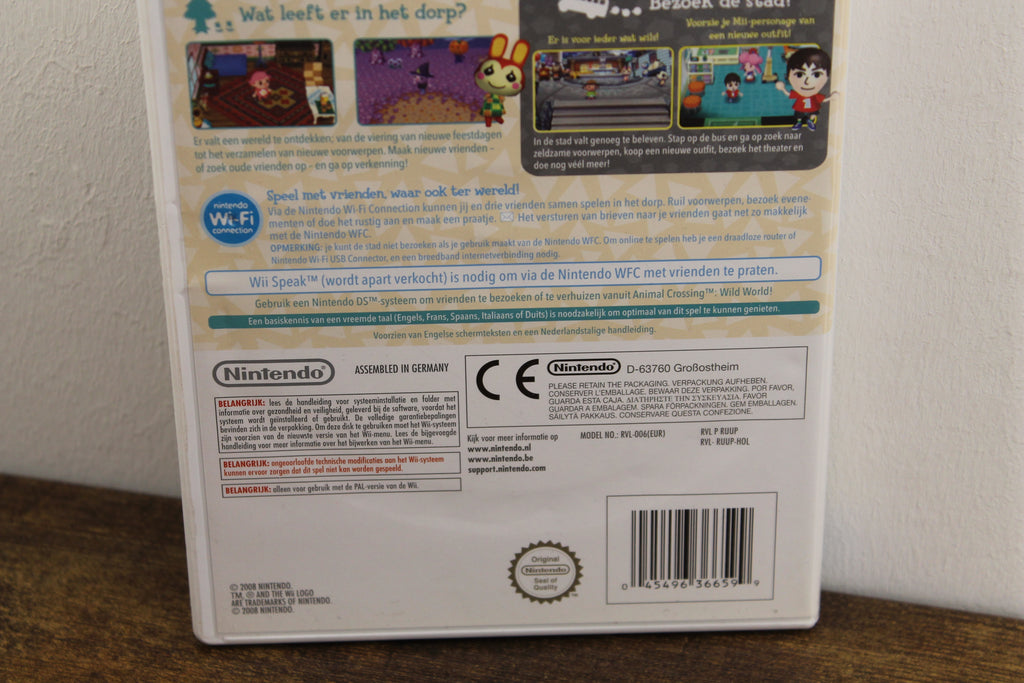 Wat leeft er in het dorp?
Bezoek de stad!
Er is voor ieder wat wils!
Voorzie je Mii-personage van
een nieuwe outfit!
Er valt een wereld te ontdekken: van de viering van nieuwe feestdagen
tot het verzamelen van nieuwe voorwerpen. Maak nieuwe vrienden -
of zoek oude vrienden op - en ga op verkenning!
In de stad valt genoeg te beleven. Stap op de bus en ga op zoek naar
zeldzame voorwerpen, koop een nieuwe outfit, bezoek het theater en
doe nog véél meer!
Nintendo
Wi-Fi
connection
Speel met vrienden, waar ook ter wereld!
Via de Nintendo Wi-Fi Connection kunnen jij en drie vrienden samen spelen in het dorp. Ruil voorwerpen, bezoek evene-
menten of doe het rustig aan en maak een praatje. Het versturen van brieven naar je vrienden gaat net zo makkelijk
met de Nintendo WFC.
OPMERKING: je kunt de stad niet bezoeken als je gebruik maakt van de Nintendo WFC. Om online te spelen heb je een draadloze router of
Nintendo Wi-Fi USB Connector, en een breedband internetverbinding nodig.
Wii Speak™ (wordt apart verkocht) is nodig om via de Nintendo WFC met vrienden te praten.
Gebruik een Nintendo DS™-systeem om vrienden te bezoeken of te verhuizen vanuit Animal Crossing™: Wild World!
Een basiskennis van een vreemde taal (Engels, Frans, Spaans, Italiaans of Duits) is noodzakelijk om optimaal van dit spel te kunnen genieten.
Voorzien van Engelse schermteksten en een Nederlandstalige handleiding.
Nintendo®
ASSEMBLED IN GERMANY
BELANGRIJK: lees de handleiding voor systeeminstallatie en folder met
informatie over gezondheid en veiligheid, geleverd bij de software, voordat het
systeem wordt geïnstalleerd of gebruikt. De volledige garantiebepalingen
bevinden zich in de verpakking. Om deze disk te gebruiken moet het Wii-systeem
zijn voorzien van de nieuwste versie van het Wii-menu. Lees de bijgevoegde
handleiding voor meer informatie over het bijwerken van het Wii-menu.
BELANGRIJK: ongeoorloofde technische modificaties aan het Wii-systeem
kunnen ervoor zorgen dat dit spel niet kan worden gespeeld.
BELANGRIJK: alleen voor gebruik met de PAL-versie van de Wii.
CE
Nintendo® D-63760 Großostheim
PLEASE RETAIN THE PACKAGING. VERPACKUNG AUFHEBEN.
CONSERVER L'EMBALLAGE. BEWAAR DEZE VERPAKKING. POR FAVOR,
GUARDA ESTA CAJA. ΔΙΑΤΗΡΗΣΤΕ ΤΗΝ ΣΥΣΚΕΥΑΣΙΑ. FAVOR
GUARDAR A EMBALAGEM. SPARA FÖRPACKNINGEN. GEM EMBALLAGEN.
SÄILYTÄ PAKKAUS. CONSERVARE QUESTA CONFEZIONE.
Kijk voor meer informatie op
www.nintendo.nl
www.nintendo.be
support.nintendo.com
MODEL NO.: RVL-006(EUR)
RVL P RUUP
RVL- RUUP-HOL
Original
Nintendo
Seal of
Quality
™
0 45496 36659 9
© 2008 NINTENDO.
TM, ® AND THE Wii LOGO
ARE TRADEMARKS OF NINTENDO.
© 2008 NINTENDO.